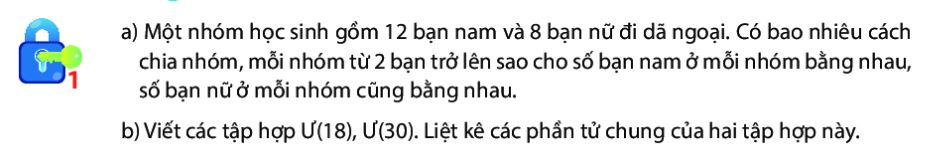 a) Một nhóm học sinh gồm 12 bạn nam và 8 bạn nữ đi dã ngoại. Có bao nhiêu cách
chia nhóm, mỗi nhóm từ 2 bạn trở lên sao cho số bạn nam ở mỗi nhóm bằng nhau,
1
số bạn nữ ở mỗi nhóm cũng bằng nhau.
b) Viết các tập hợp Ư(18), Ư(30). Liệt kê các phần tử chung của hai tập hợp này.